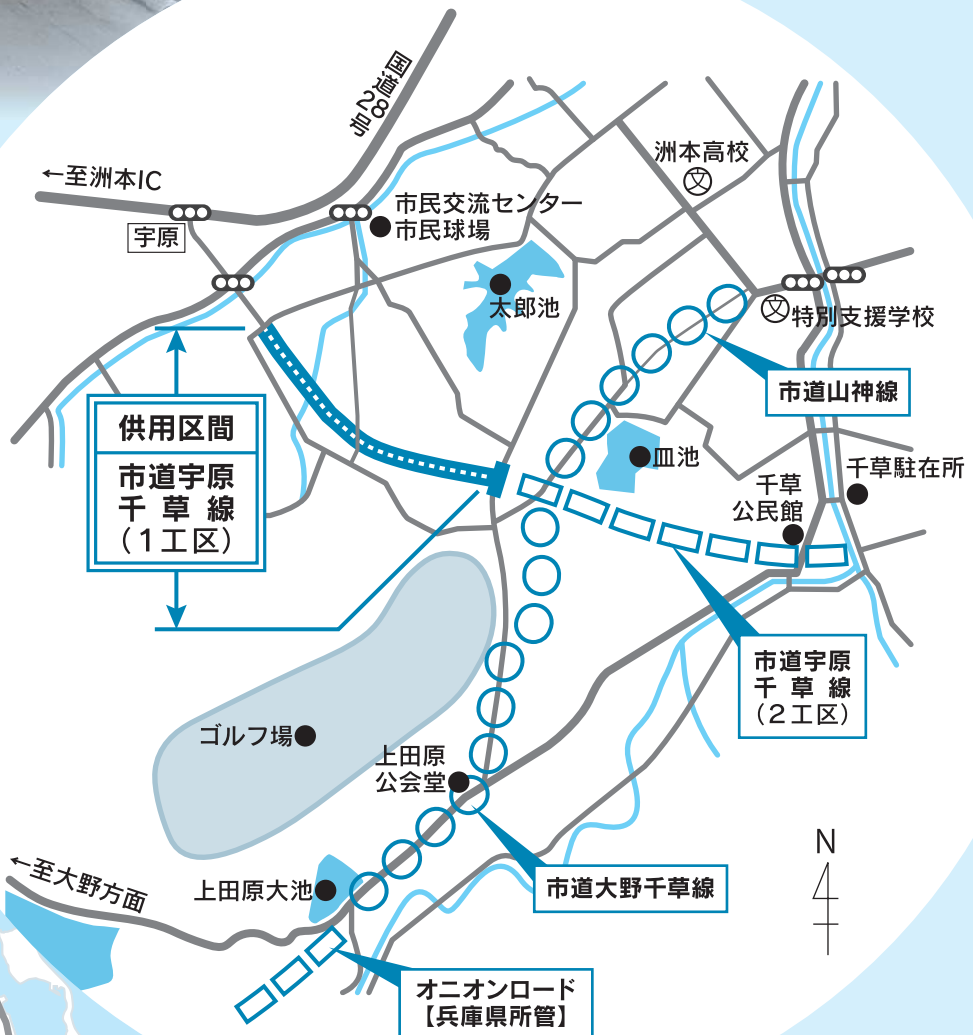 国道28号
←至洲本IC
宇原
市民交流センター
市民球場
洲本高校
文
太郎池
文
特別支援学校
市道山神線
供用区間
市道宇原
千草線
（1工区）
皿池
千草駐在所
千草
公民館
市道宇原
千草線
（2工区）
ゴルフ場
上田原
公会堂
N
←至大野方面
上田原大池
市道大野千草線
オニオンロード
【兵庫県所管】